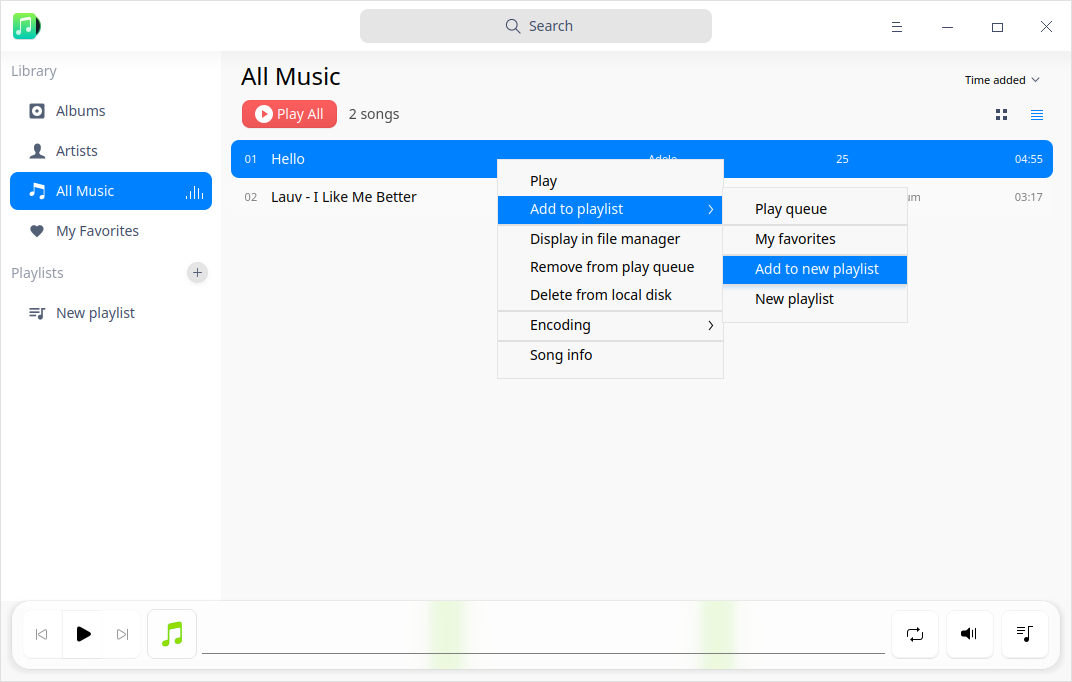 Search
Library
Albums
Artists
All Music
My Favorites
Playlists
New playlist
All Music
Time added
Play All
2 songs
01 Hello 25 04:55
02 Lauv - I Like Me Better 03:17
Play
Add to playlist
Display in file manager
Remove from play queue
Delete from local disk
Encoding
Song info
Play queue
My favorites
Add to new playlist
New playlist